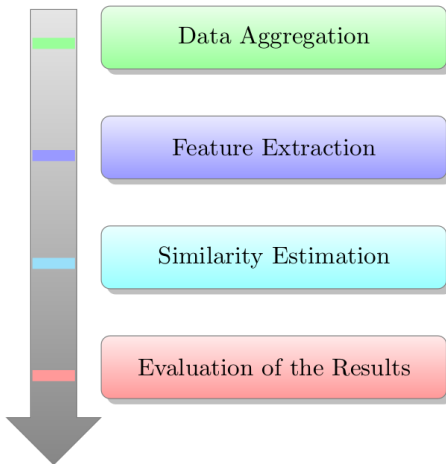 Data Aggregation
Feature Extraction
Similarity Estimation
Evaluation of the Results